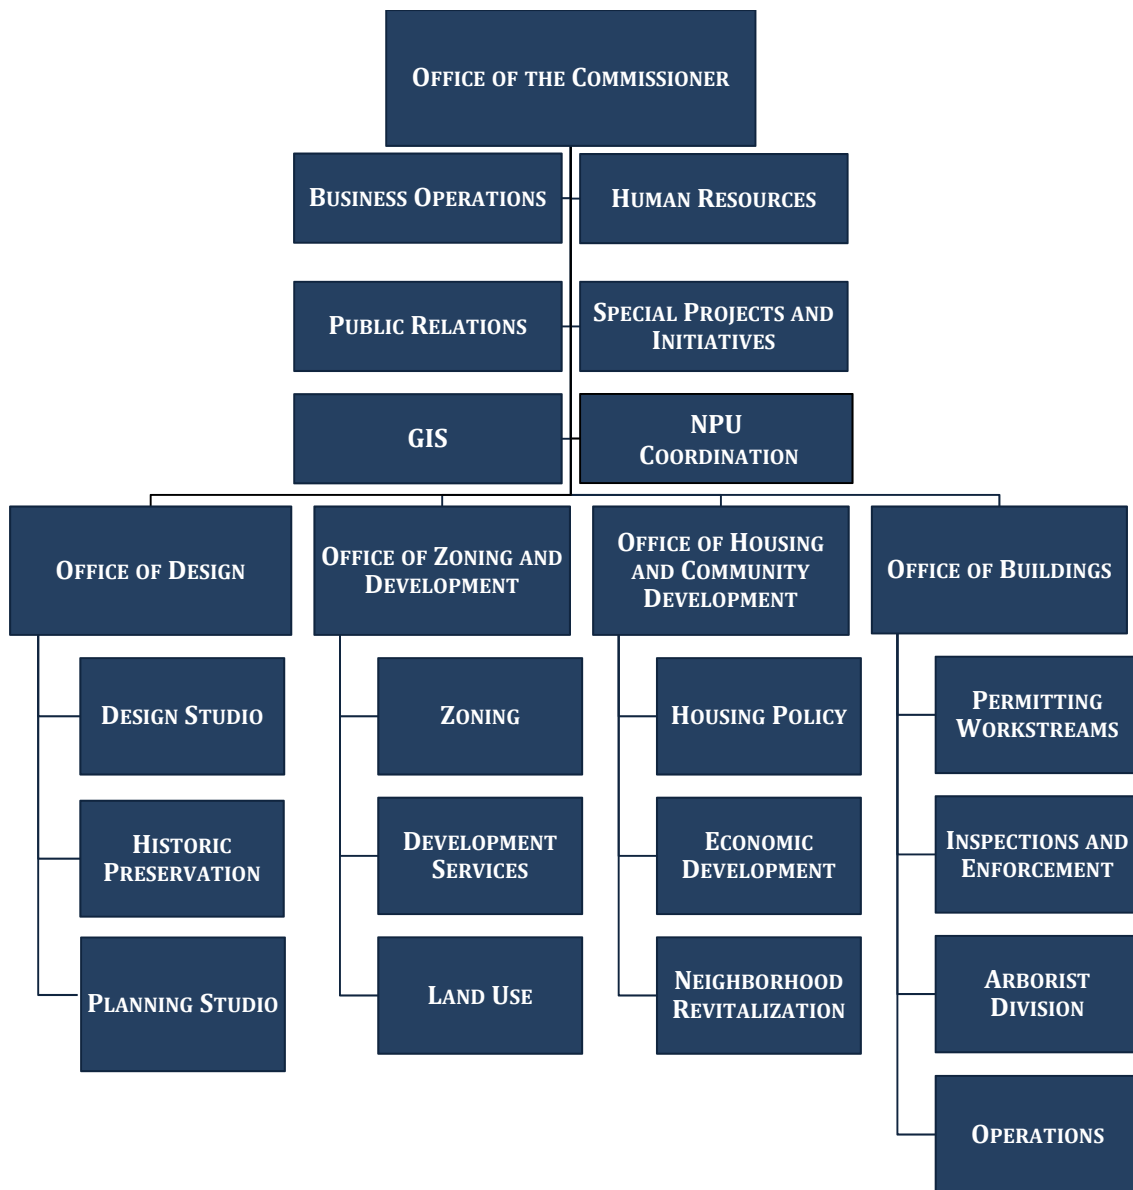 OFFICE OF THE COMMISSIONER
BUSINESS OPERATIONS
HUMAN RESOURCES
PUBLIC RELATIONS
SPECIAL PROJECTS AND
INITIATIVES
GIS
NPU
COORDINATION
OFFICE OF DESIGN
OFFICE OF ZONING AND
DEVELOPMENT
OFFICE OF HOUSING
AND COMMUNITY
DEVELOPMENT
OFFICE OF BUILDINGS
DESIGN STUDIO
HISTORIC
PRESERVATION
PLANNING STUDIO
ZONING
DEVELOPMENT
SERVICES
LAND USE
HOUSING POLICY
ECONOMIC
DEVELOPMENT
NEIGHBORHOOD
REVITALIZATION
PERMITTING
WORKSTREAMS
INSPECTIONS AND
ENFORCEMENT
ARBORIST
DIVISION
OPERATIONS